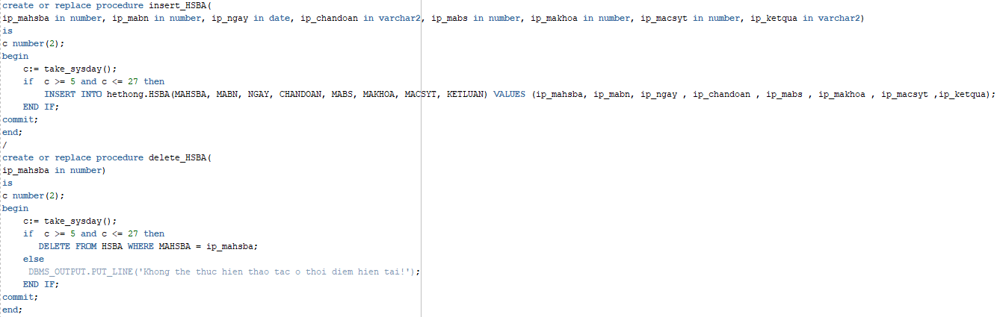 create or replace procedure insert_HSBA(
ip_mahsba in number, ip_mabn in number, ip_ngay in date, ip_chandoan in varchar2, ip_mabs in number, ip_makhoa in number, ip_macsyt in number, ip_ketqua in varchar2)
is
c number(2);
begin
    c:= take_sysday();
    if  c >= 5 and c <= 27 then
        INSERT INTO hethong.HSBA(MAHSBA, MABN, NGAY, CHANDOAN, MABS, MAKHOA, MACSYT, KETLUAN) VALUES (ip_mahsba, ip_mabn, ip_ngay , ip_chandoan , ip_mabs , ip_makhoa , ip_macsyt ,ip_ketqua);
    END IF;
commit;
end;
/
create or replace procedure delete_HSBA(
ip_mahsba in number)
is
c number(2);
begin
    c:= take_sysday();
    if  c >= 5 and c <= 27 then
       DELETE FROM HSBA WHERE MAHSBA = ip_mahsba;
    else
     DBMS_OUTPUT.PUT_LINE('Khong the thuc hien thao tac o thoi diem hien tai!');
    END IF;
commit;
end;